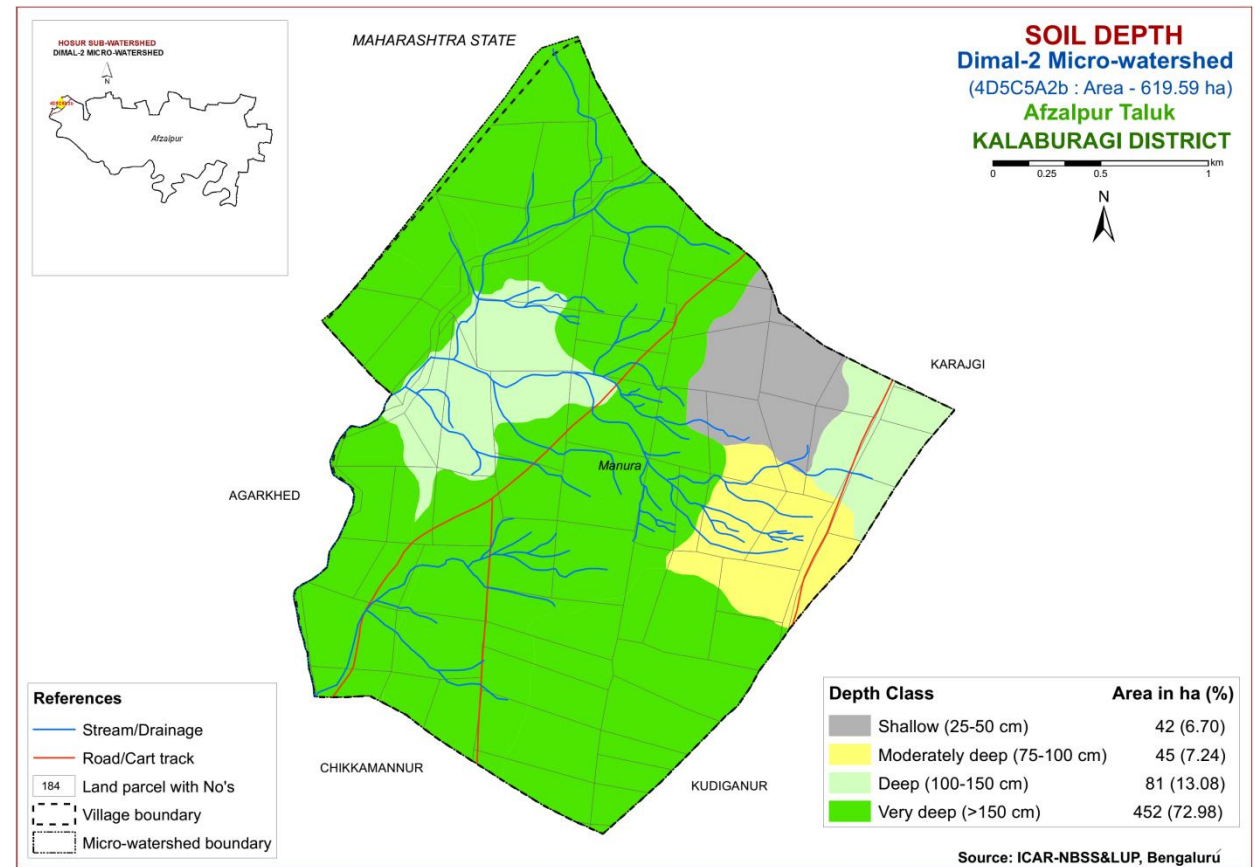 HOSUR SUB-WATERSHED
DIMAL-2 MICRO-WATERSHED
N
Afzalpur
MAHARASHTRA STATE
SOIL DEPTH
Dimal-2 Micro-watershed
(4D5C5A2b : Area - 619.59 ha)
Afzalpur Taluk
KALABURAGI DISTRICT
km
0 0.25 0.5 1
N
KARAJGI
Manura
AGARKHED
CHIKKAMANNUR
KUDIGANUR
References
Stream/Drainage
Road/Cart track
184 Land parcel with No's
Village boundary
Micro-watershed boundary
Depth Class Area in ha (%)
Shallow (25-50 cm) 42 (6.70)
Moderately deep (75-100 cm) 45 (7.24)
Deep (100-150 cm) 81 (13.08)
Very deep (>150 cm) 452 (72.98)
Source: ICAR-NBSS&LUP, Bengaluru